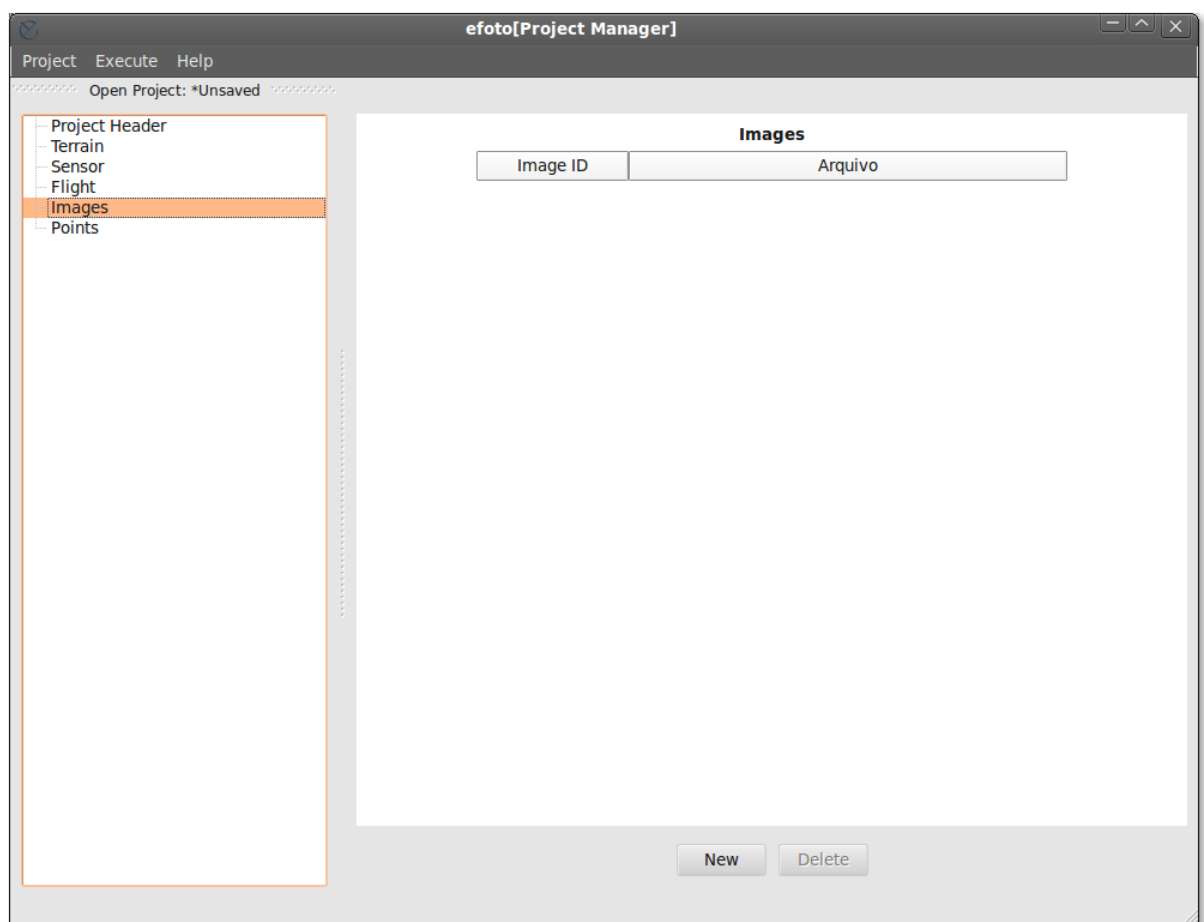 efoto[Project Manager]
Project Execute Help
Open Project: *Unsaved
Project Header
Terrain
Sensor
Flight
Images
Points
Images
Image ID Arquivo
New Delete